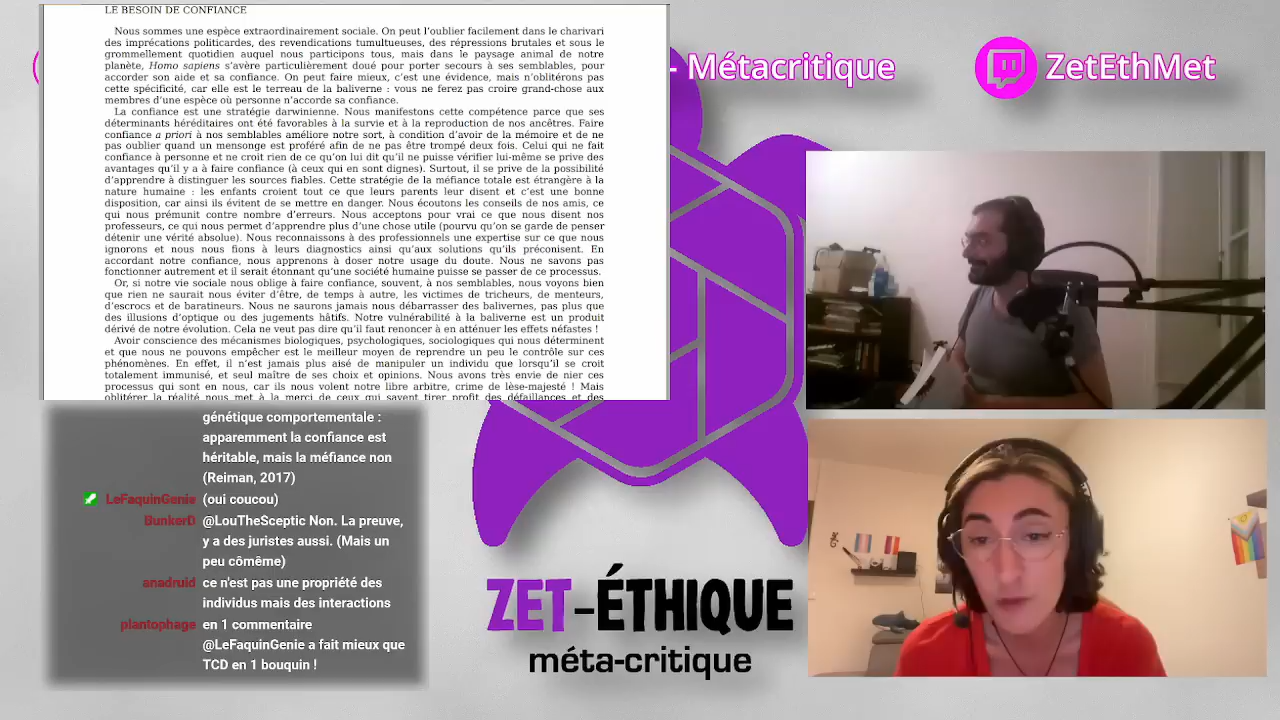 LE BESOIN DE CONFIANCE
Nous sommes une espèce extraordinairement sociale. On peut l'oublier facilement dans le charivari
des imprécations politicardes, des revendications tumultueuses, des répressions brutales et sous le
grommellement quotidien auquel nous participons tous, mais dans le paysage animal de notre
planète, Homo sapiens s'avère particulièrement doué pour porter secours à ses semblables, pour
accorder son aide et sa confiance. On peut faire mieux, c'est une évidence, mais n'oblitérons pas
cette spécificité, car elle est le terreau de la baliverne : vous ne ferez pas croire grand-chose aux
membres d'une espèce où personne n'accorde sa confiance.
La confiance est une stratégie darwinienne. Nous manifestons cette compétence parce que ses
déterminants héréditaires ont été favorables à la survie et à la reproduction de nos ancêtres. Faire
confiance a priori à nos semblables améliore notre sort, à condition d'avoir de la mémoire et de ne
pas oublier quand un mensonge est proféré afin de ne pas être trompé deux fois. Celui qui ne fait
confiance à personne et ne croit rien de ce qu'on lui dit qu'il ne puisse vérifier lui-même se prive des
avantages qu'il y a à faire confiance (à ceux qui en sont dignes). Surtout, il se prive de la possibilité
d'apprendre à distinguer les sources fiables. Cette stratégie de la méfiance totale est étrangère à la
nature humaine : les enfants croient tout ce que leurs parents leur disent et c'est une bonne
disposition, car ainsi ils évitent de se mettre en danger. Nous écoutons les conseils de nos amis, ce
qui nous prémunit contre nombre d'erreurs. Nous acceptons pour vrai ce que nous disent nos
professeurs, ce qui nous permet d'apprendre plus d'une chose utile (pourvu qu'on se garde de penser
détenir une vérité absolue). Nous reconnaissons à des professionnels une expertise sur ce que nous
ignorons et nous nous fions à leurs diagnostics ainsi qu'aux solutions qu'ils préconisent. En
accordant notre confiance, nous apprenons à doser notre usage du doute. Nous ne savons pas
fonctionner autrement et il serait étonnant qu'une société humaine puisse se passer de ce processus.
Or, si notre vie sociale nous oblige à faire confiance, souvent, à nos semblables, nous voyons bien
que rien ne saurait nous éviter d'être, de temps à autre, les victimes de tricheurs, de menteurs,
d'escrocs et de baratineurs. Nous ne saurons jamais nous débarrasser des balivernes, pas plus que
des illusions d'optique ou des jugements hâtifs. Notre vulnérabilité à la baliverne est un produit
dérivé de notre évolution. Cela ne veut pas dire qu'il faut renoncer à en atténuer les effets néfastes !
Avoir conscience des mécanismes biologiques, psychologiques, sociologiques qui nous déterminent
et que nous ne pouvons empêcher est le meilleur moyen de reprendre un peu le contrôle sur ces
phénomènes. En effet, il n'est jamais plus aisé de manipuler un individu que lorsqu'il se croit
totalement immunisé, et seul maître de ses choix et opinions. Nous avons très envie de nier ces
processus qui sont en nous, car ils nous volent notre libre arbitre, crime de lèse-majesté ! Mais
oblitérer la réalité nous met à la merci de ceux qui savent tirer profit des défaillances et des
- Métacritique
ZetEthMet
génétique comportementale :
apparemment la confiance est
héritable, mais la méfiance non
(Reiman, 2017)
LeFaquinGenie (oui coucou)
BunkerD @LouTheSceptic Non. La preuve,
y a des juristes aussi. (Mais un
peu cômême)
anadruid ce n'est pas une propriété des
individus mais des interactions
plantophage en 1 commentaire
@LeFaquinGenie a fait mieux que
TCD en 1 bouquin !
ZET-ÉTHIQUE
méta-critique